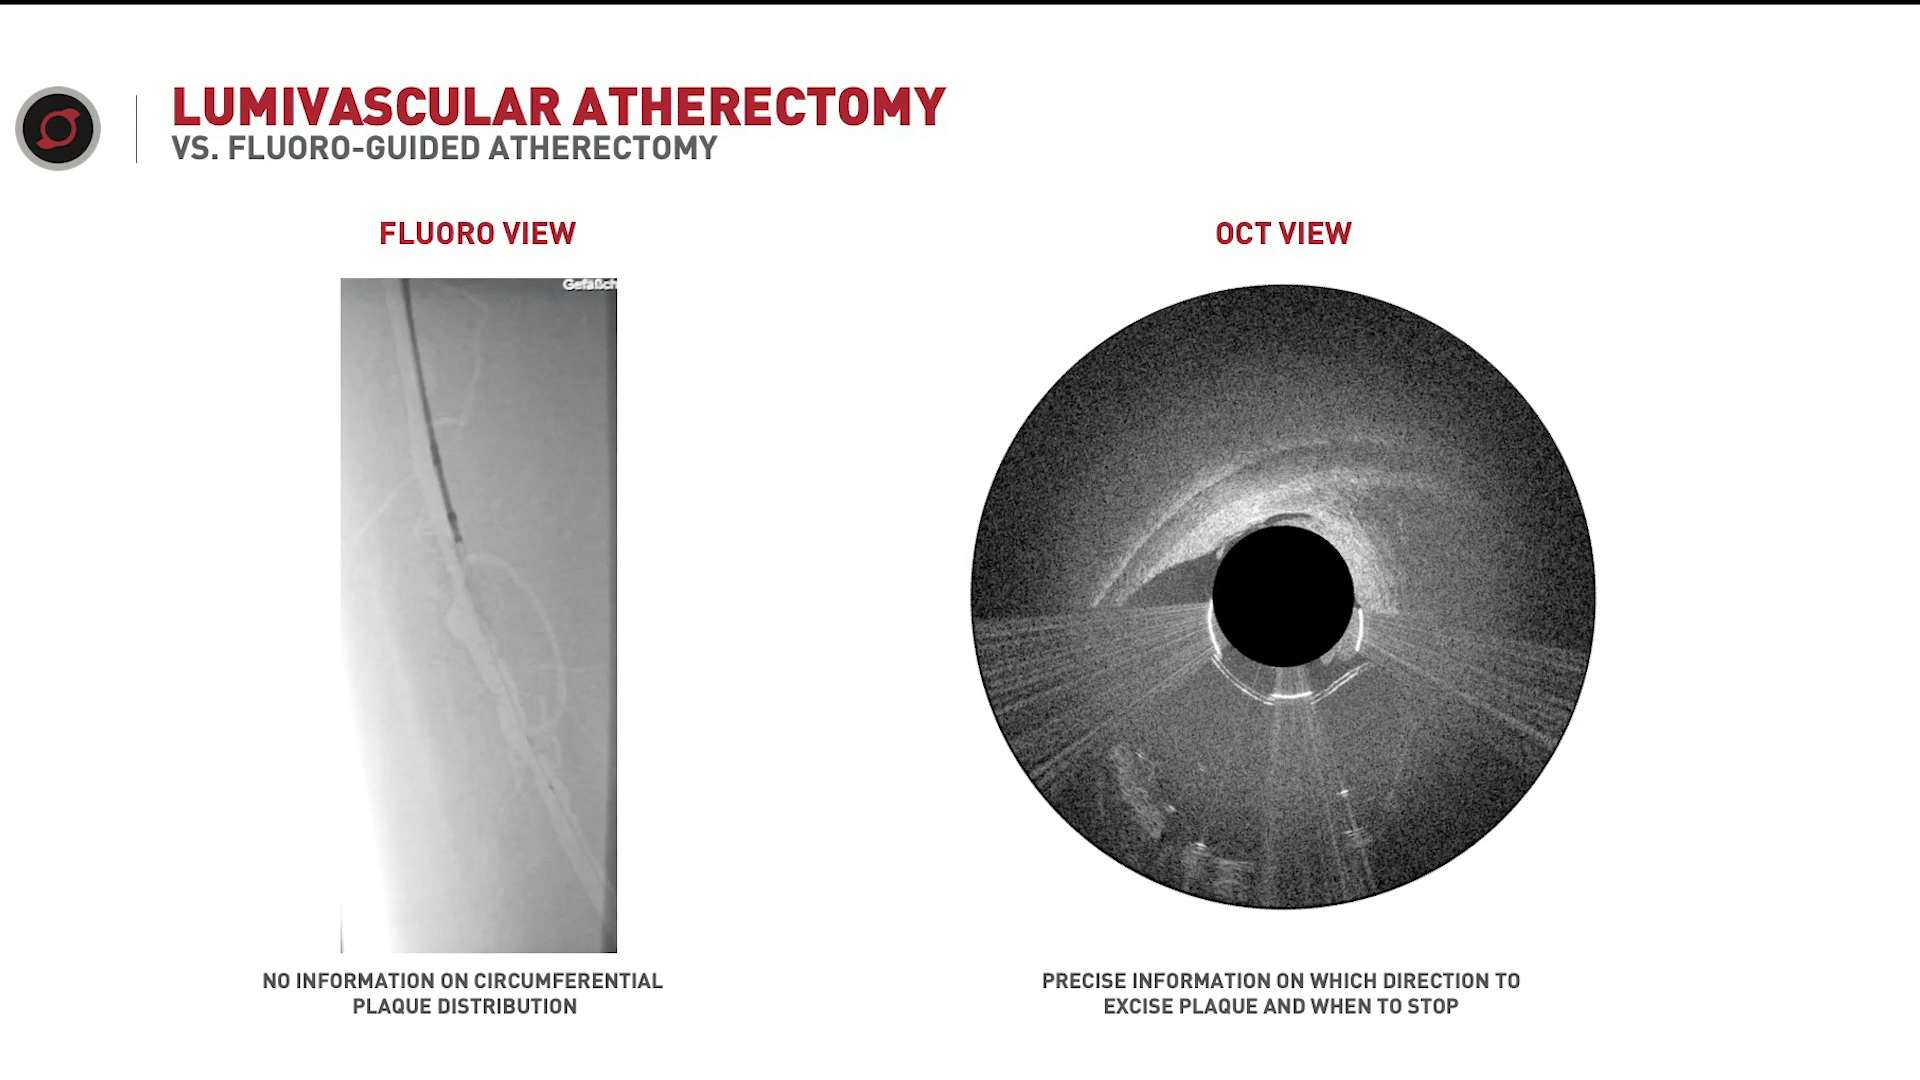 LUMIVASCULAR ATHERECTOMY
VS. FLUORO-GUIDED ATHERECTOMY
FLUORO VIEW
OCT VIEW
Gefäßch
NO INFORMATION ON CIRCUMFERENTIAL
PLAQUE DISTRIBUTION
PRECISE INFORMATION ON WHICH DIRECTION TO
EXCISE PLAQUE AND WHEN TO STOP